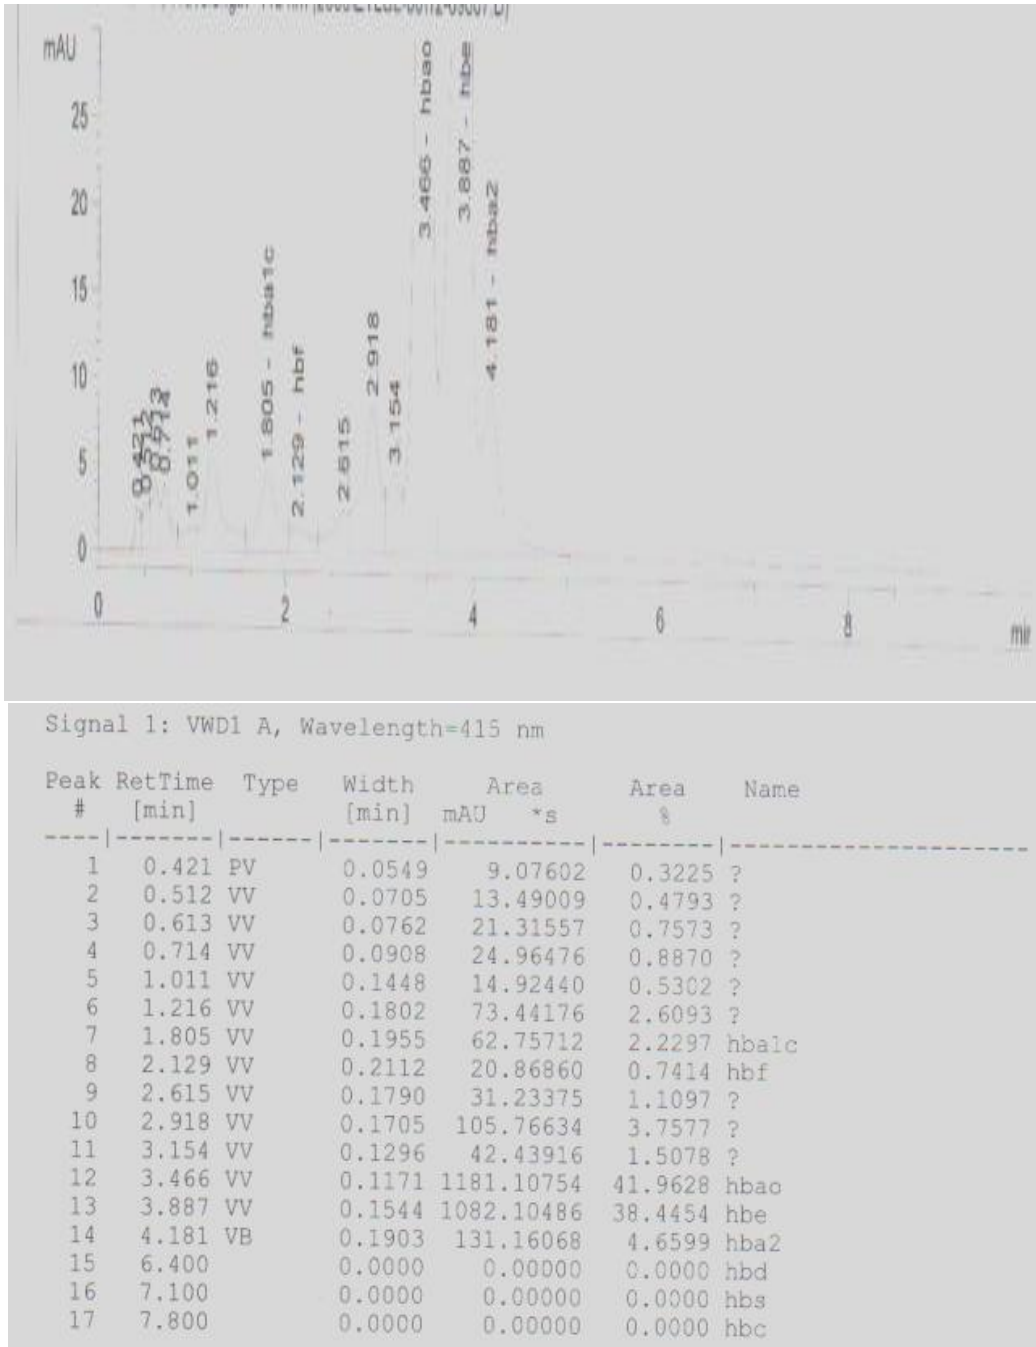 mAU
25
20
15
10
5
0
0.421
0.512
0.613
0.714
1.011
1.216
1.805 - hba1c
2.129 - hbf
2.615
2.918
3.154
3.466 - hbao
3.887 - hbe
4.181 - hba2
0 2 4 6 8 min
Signal 1: VWD1 A, Wavelength=415 nm
Peak RetTime Type Width Area Area Name
# [min] [min] mAU *s %
----|-------|------|-------|----------|--------|---------------------
1 0.421 PV 0.0549 9.07602 0.3225 ?
2 0.512 VV 0.0705 13.49009 0.4793 ?
3 0.613 VV 0.0762 21.31557 0.7573 ?
4 0.714 VV 0.0908 24.96476 0.8870 ?
5 1.011 VV 0.1448 14.92440 0.5302 ?
6 1.216 VV 0.1802 73.44176 2.6093 ?
7 1.805 VV 0.1955 62.75712 2.2297 hba1c
8 2.129 VV 0.2112 20.86860 0.7414 hbf
9 2.615 VV 0.1790 31.23375 1.1097 ?
10 2.918 VV 0.1705 105.76634 3.7577 ?
11 3.154 VV 0.1296 42.43916 1.5078 ?
12 3.466 VV 0.1171 1181.10754 41.9628 hbao
13 3.887 VV 0.1544 1082.10486 38.4454 hbe
14 4.181 VB 0.1903 131.16068 4.6599 hba2
15 6.400 0.0000 0.00000 0.0000 hbd
16 7.100 0.0000 0.00000 0.0000 hbs
17 7.800 0.0000 0.00000 0.0000 hbc